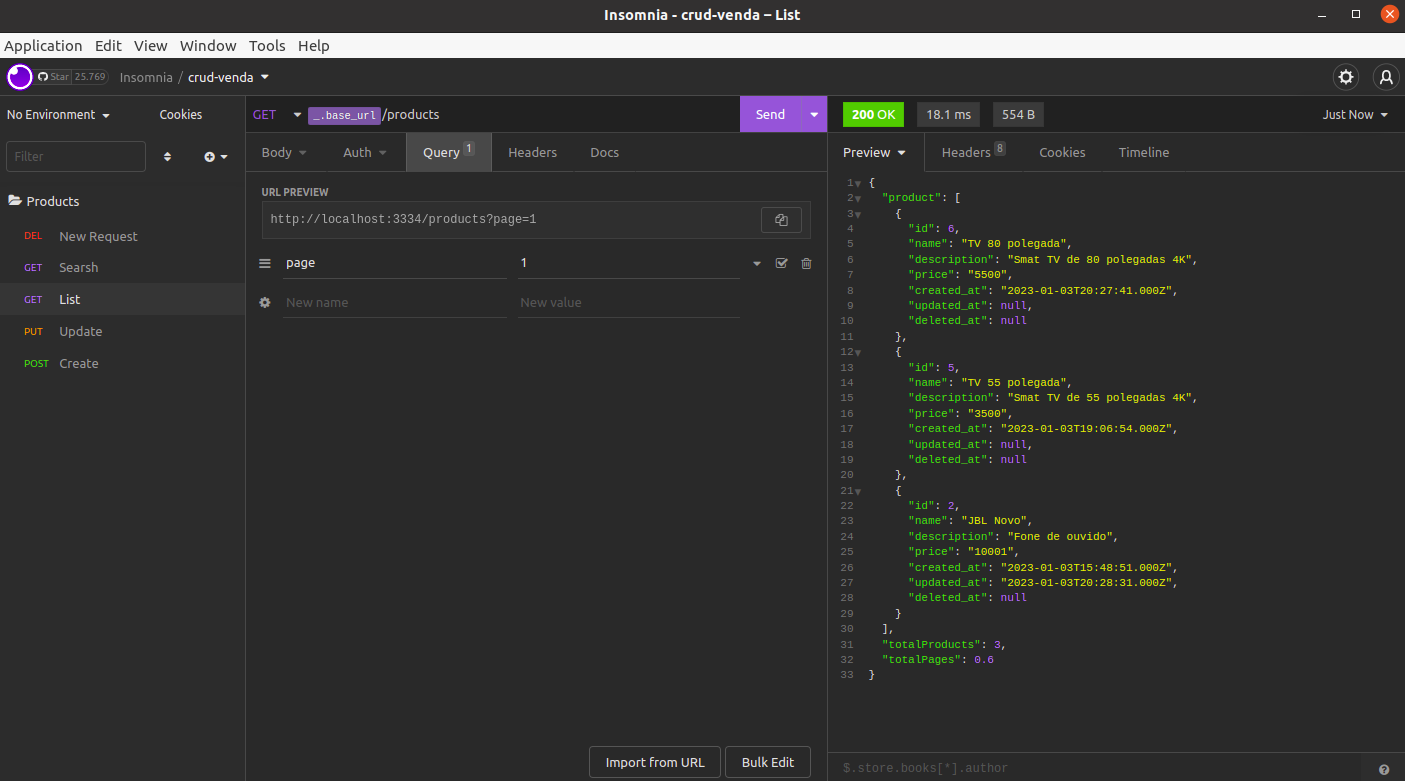 Insomnia - crud-venda – List
Application Edit View Window Tools Help
Star 25.769 Insomnia / crud-venda
No Environment Cookies
Filter
Products
DEL New Request
GET Searsh
GET List
PUT Update
POST Create
GET _.base_url /products Send
Body Auth Query 1 Headers Docs
URL PREVIEW
http://localhost:3334/products?page=1
page 1
New name New value
Import from URL Bulk Edit
200 OK 18.1 ms 554 B Just Now
Preview Headers 8 Cookies Timeline
1 {
2 "product": [
3 {
4 "id": 6,
5 "name": "TV 80 polegada",
6 "description": "Smat TV de 80 polegadas 4K",
7 "price": "5500",
8 "created_at": "2023-01-03T20:27:41.000Z",
9 "updated_at": null,
10 "deleted_at": null
11 },
12 {
13 "id": 5,
14 "name": "TV 55 polegada",
15 "description": "Smat TV de 55 polegadas 4K",
16 "price": "3500",
17 "created_at": "2023-01-03T19:06:54.000Z",
18 "updated_at": null,
19 "deleted_at": null
20 },
21 {
22 "id": 2,
23 "name": "JBL Novo",
24 "description": "Fone de ouvido",
25 "price": "10001",
26 "created_at": "2023-01-03T15:48:51.000Z",
27 "updated_at": "2023-01-03T20:28:31.000Z",
28 "deleted_at": null
29 }
30 ],
31 "totalProducts": 3,
32 "totalPages": 0.6
33 }
$.store.books[*].author